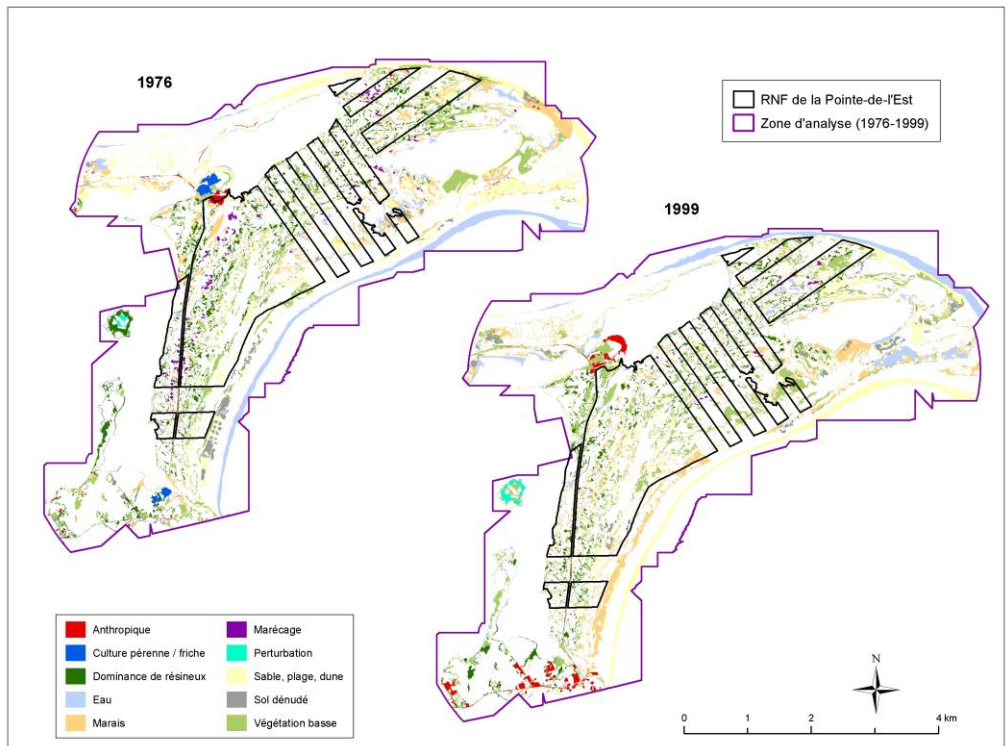 1976
RNF de la Pointe-de-l'Est
Zone d'analyse (1976-1999)
1999
Anthropique
Culture pérenne / friche
Dominance de résineux
Eau
Marais
Marécage
Perturbation
Sable, plage, dune
Sol dénudé
Végétation basse
N
0 1 2 4 km